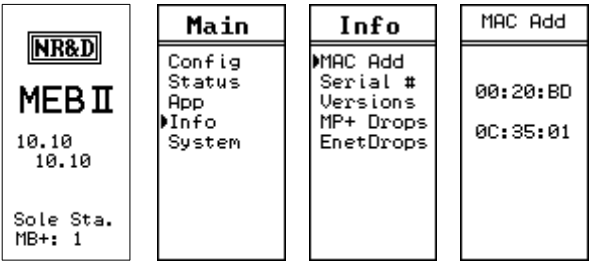 NR&D
MEB II
10.10
10.10
Sole Sta.
MB+: 1
Main
Config
Status
App
Info
System
Info
MAC Add
Serial #
Versions
MP+ Drops
EnetDrops
MAC Add
00:20:BD
0C:35:01